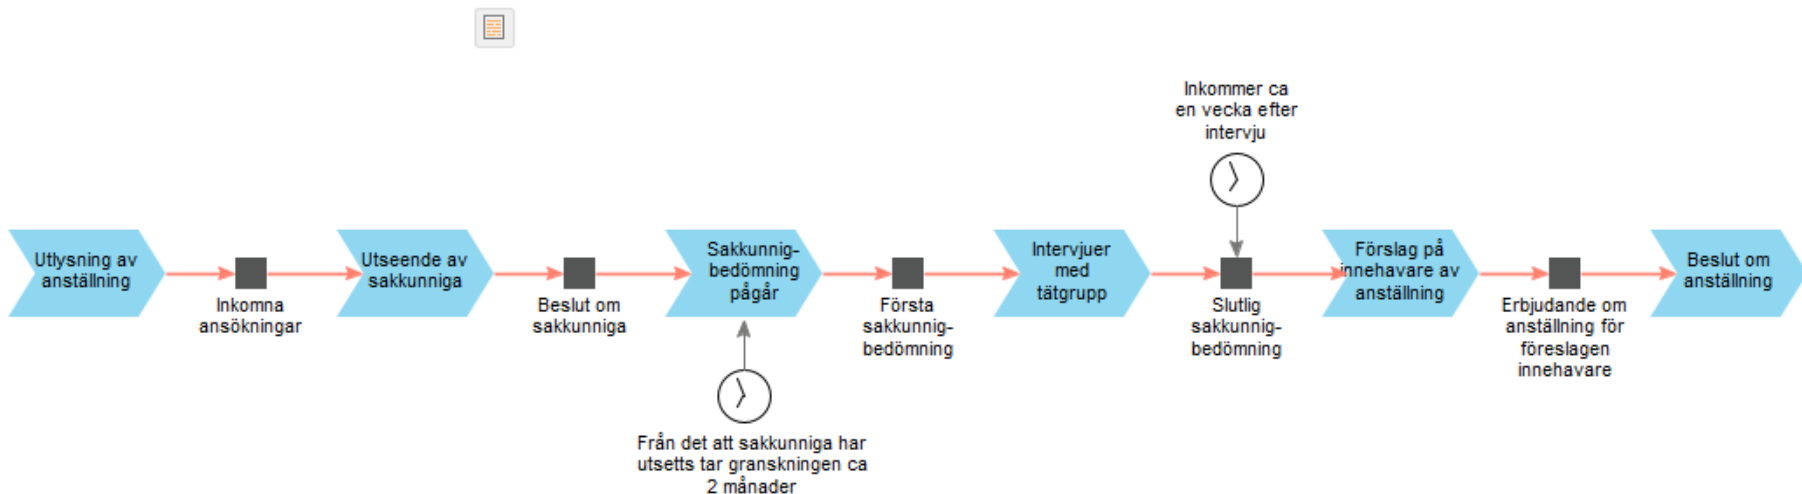 Inkommer ca
en vecka efter
intervju
Utlysning av
anställning
Inkomna
ansökningar
Utseende av
sakkunniga
Beslut om
sakkunniga
Sakkunnig-
bedömning
pågår
Från det att sakkunniga har
utsetts tar granskningen ca
2 månader
Första
sakkunnig-
bedömning
Intervjuer
med
tätgrupp
Slutlig
sakkunnig-
bedömning
Förslag på
innehavare av
anställning
Erbjudande om
anställning för
föreslagen
innehavare
Beslut om
anställning